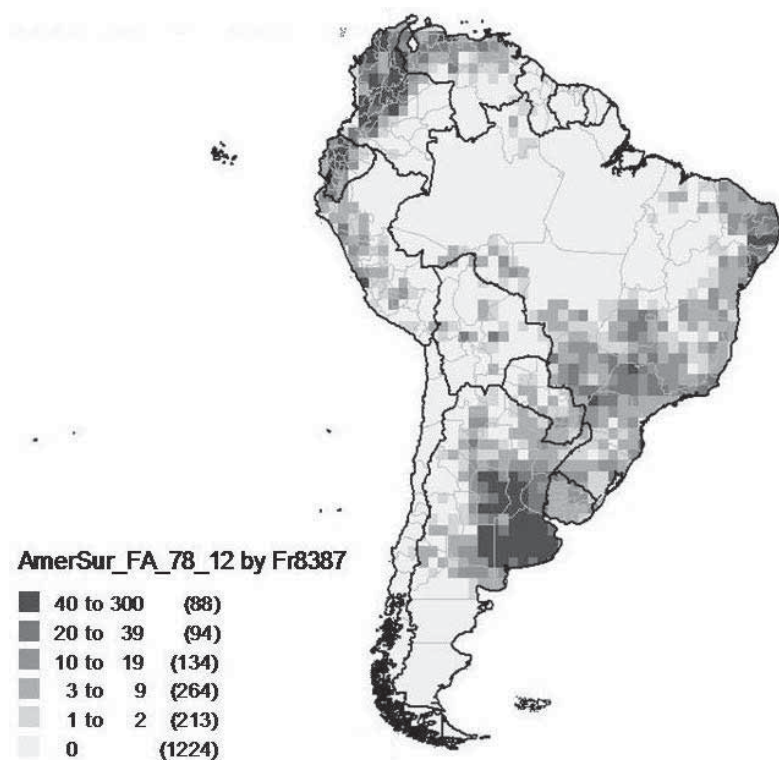 AmerSur_FA_78_12 by Fr8387
40 to 300 (88)
20 to 39 (94)
10 to 19 (134)
3 to 9 (264)
1 to 2 (213)
0 (1224)